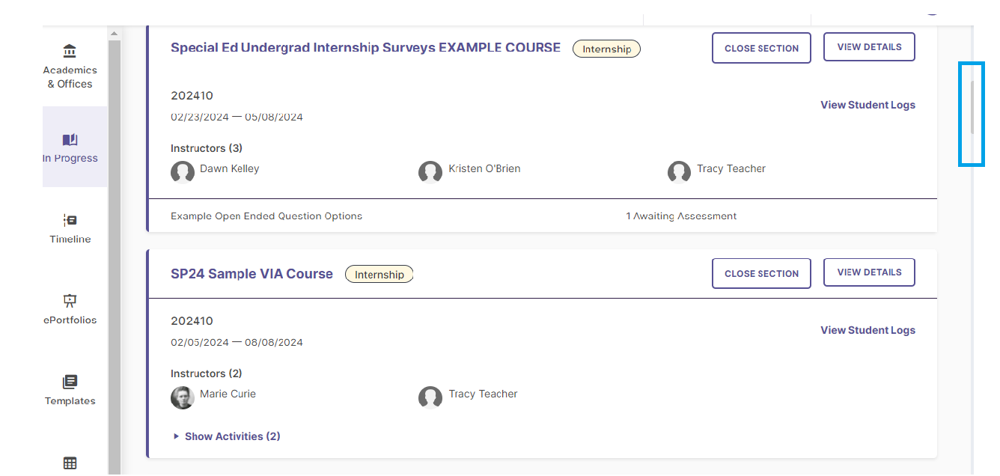 Academics
& Offices
In Progress
Timeline
ePortfolios
Templates
Special Ed Undergrad Internship Surveys EXAMPLE COURSE Internship CLOSE SECTION VIEW DETAILS
202410
View Student Logs
02/23/2024 — 05/08/2024
Instructors (3)
Dawn Kelley Kristen O'Brien Tracy Teacher
Example Open Ended Question Options 1 Awaiting Assessment
SP24 Sample VIA Course Internship CLOSE SECTION VIEW DETAILS
202410
View Student Logs
02/05/2024 — 08/08/2024
Instructors (2)
Marie Curie Tracy Teacher
Show Activities (2)